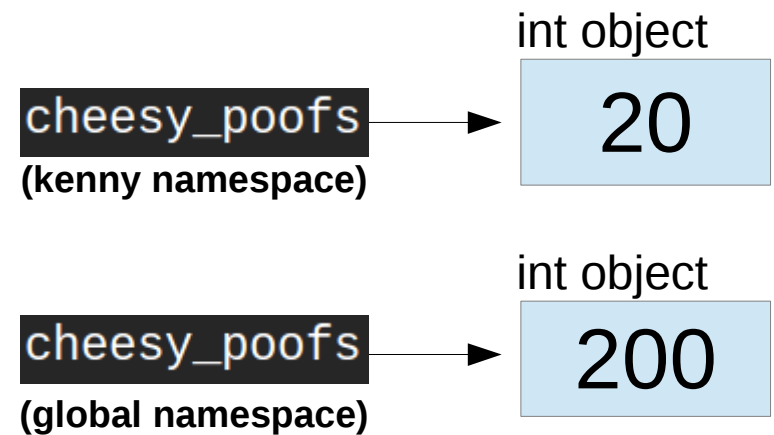 int object
cheesy_poofs
20
(kenny namespace)
int object
cheesy_poofs
200
(global namespace)